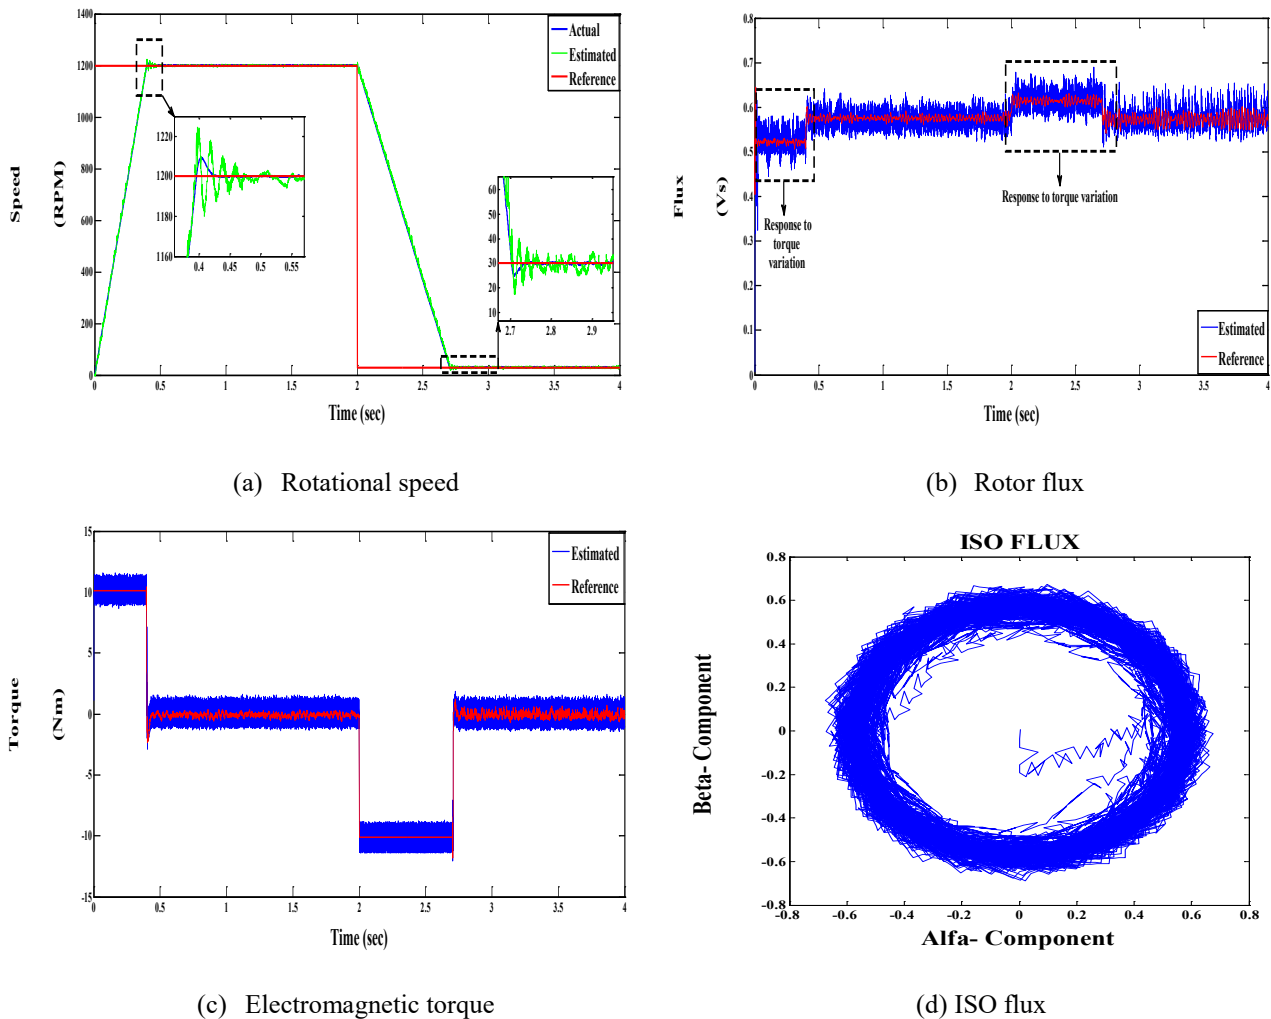 1400
1200
1000
800
600
400
200
0
Speed
(RPM)
Actual
Estimated
Reference
1220
1200
1180
1160
0.4 0.45 0.5 0.55
60
50
40
30
20
10
2.7 2.8 2.9
0 0.5 1 1.5 2 2.5 3 3.5 4
Time (sec)
(a) Rotational speed
0.8
0.7
0.6
0.5
0.4
0.3
0.2
0.1
0
Flux
(Vs)
Response to
torque
variation
Response to torque variation
Estimated
Reference
0 0.5 1 1.5 2 2.5 3 3.5 4
Time (sec)
(b) Rotor flux
15
10
5
0
-5
-10
-15
Torque
(Nm)
Estimated
Reference
0 0.5 1 1.5 2 2.5 3 3.5 4
Time (sec)
(c) Electromagnetic torque
ISO FLUX
0.8
0.6
0.4
0.2
0
-0.2
-0.4
-0.6
-0.8
Beta- Component
-0.8 -0.6 -0.4 -0.2 0 0.2 0.4 0.6 0.8
Alfa- Component
(d) ISO flux